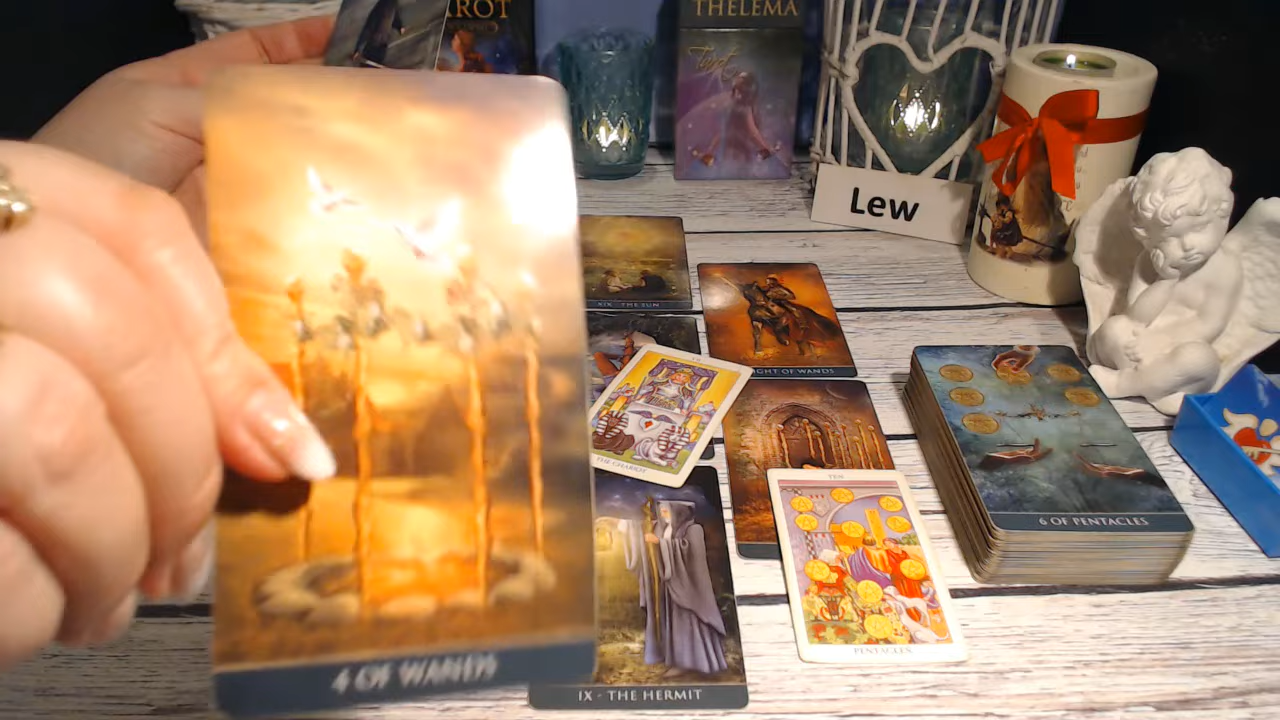 THELEMA
Tarot
Lew
XIX - THE SUN
KNIGHT OF WANDS
THE CHARIOT
6 OF PENTACLES
TEN
PENTACLES
4 OF WANDS
IX - THE HERMIT